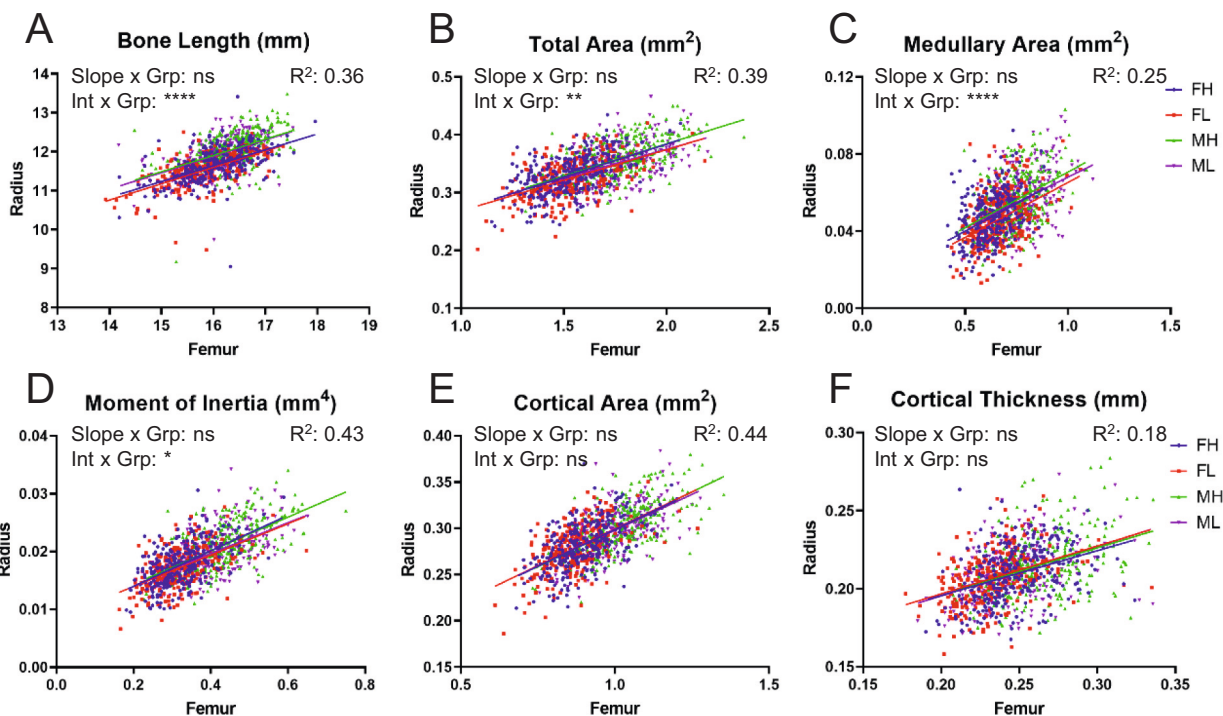 A
Bone Length (mm)
Slope x Grp: ns
R²: 0.36
Int x Grp: ****
14
13
12
11
10
9
8
Radius
13
14
15
16
17
18
19
Femur
B
Total Area (mm²)
Slope x Grp: ns
R²: 0.39
Int x Grp: **
0.5
0.4
0.3
0.2
0.1
Radius
1.0
1.5
2.0
2.5
Femur
C
Medullary Area (mm²)
Slope x Grp: ns
R²: 0.25
Int x Grp: ****
0.12
0.08
0.04
0.00
Radius
0.0
0.5
1.0
1.5
Femur
FH
FL
MH
ML
D
Moment of Inertia (mm⁴)
Slope x Grp: ns
R²: 0.43
Int x Grp: *
0.04
0.03
0.02
0.01
0.00
Radius
0.0
0.2
0.4
0.6
0.8
Femur
E
Cortical Area (mm²)
Slope x Grp: ns
R²: 0.44
Int x Grp: ns
0.40
0.35
0.30
0.25
0.20
0.15
Radius
0.5
1.0
1.5
Femur
F
Cortical Thickness (mm)
Slope x Grp: ns
R²: 0.18
Int x Grp: ns
0.30
0.25
0.20
0.15
Radius
0.15
0.20
0.25
0.30
0.35
Femur
FH
FL
MH
ML